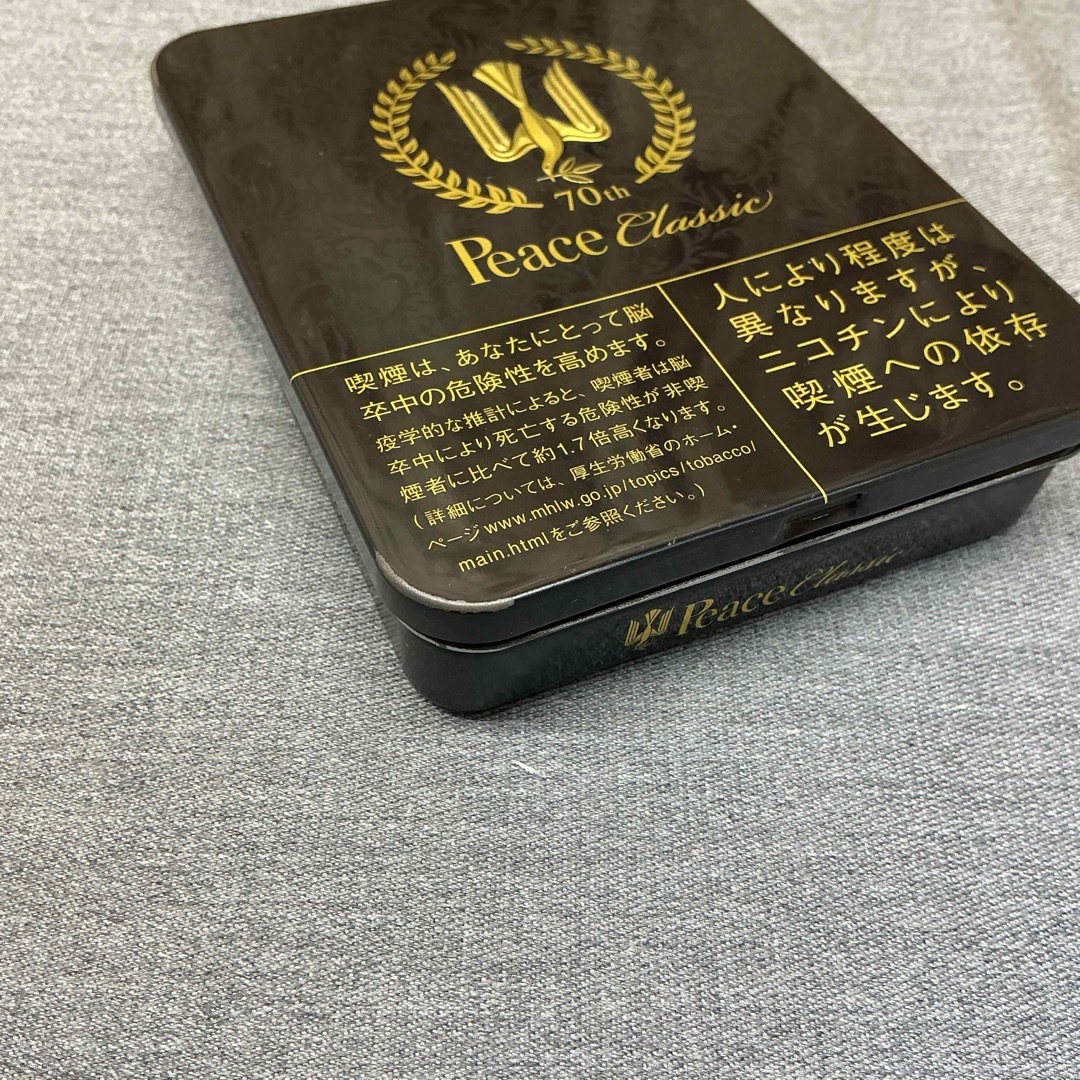 70th
Peace Classic
喫煙は、あなたにとって脳
卒中の危険性を高めます。
疫学的な推計によると、喫煙者は脳
卒中により死亡する危険性が非喫
煙者に比べて約1.7倍高くなります。
(詳細については、厚生労働省のホーム・
ページwww.mhlw.go.jp/topics/tobacco/
main.htmlをご参照ください。)
人により程度は
異なりますが、
ニコチンにより
喫煙への依存
が生じます。
Peace Classic